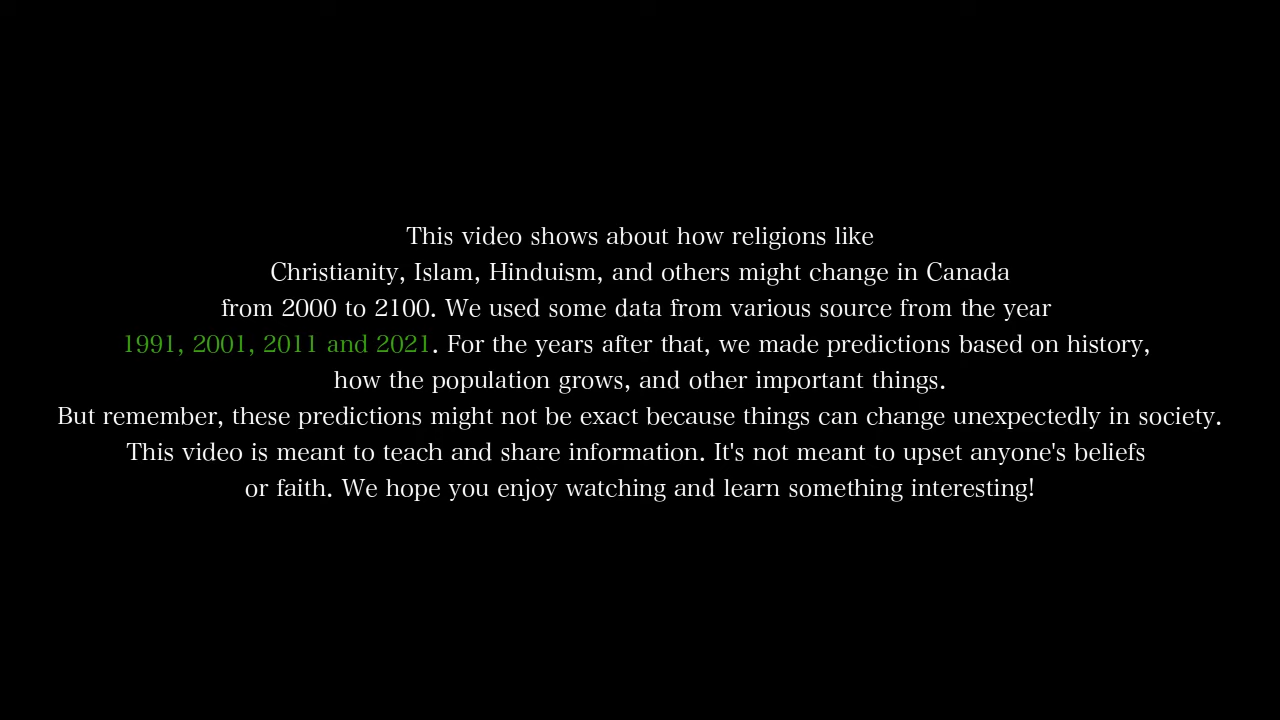 This video shows about how religions like
Christianity, Islam, Hinduism, and others might change in Canada
from 2000 to 2100. We used some data from various source from the year
1991, 2001, 2011 and 2021. For the years after that, we made predictions based on history,
how the population grows, and other important things.
But remember, these predictions might not be exact because things can change unexpectedly in society.
This video is meant to teach and share information. It's not meant to upset anyone's beliefs
or faith. We hope you enjoy watching and learn something interesting!